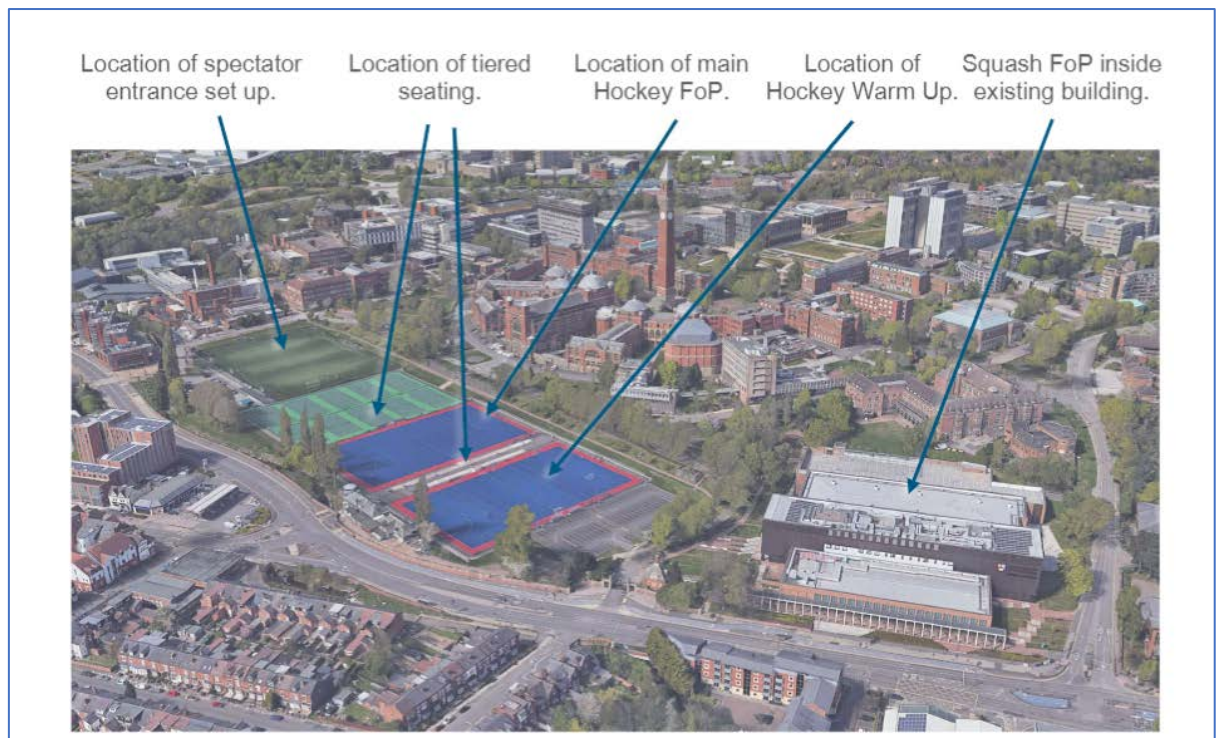 Location of spectator
entrance set up.
Location of tiered
seating.
Location of main
Hockey FoP.
Location of
Hockey Warm Up.
Squash FoP inside
existing building.